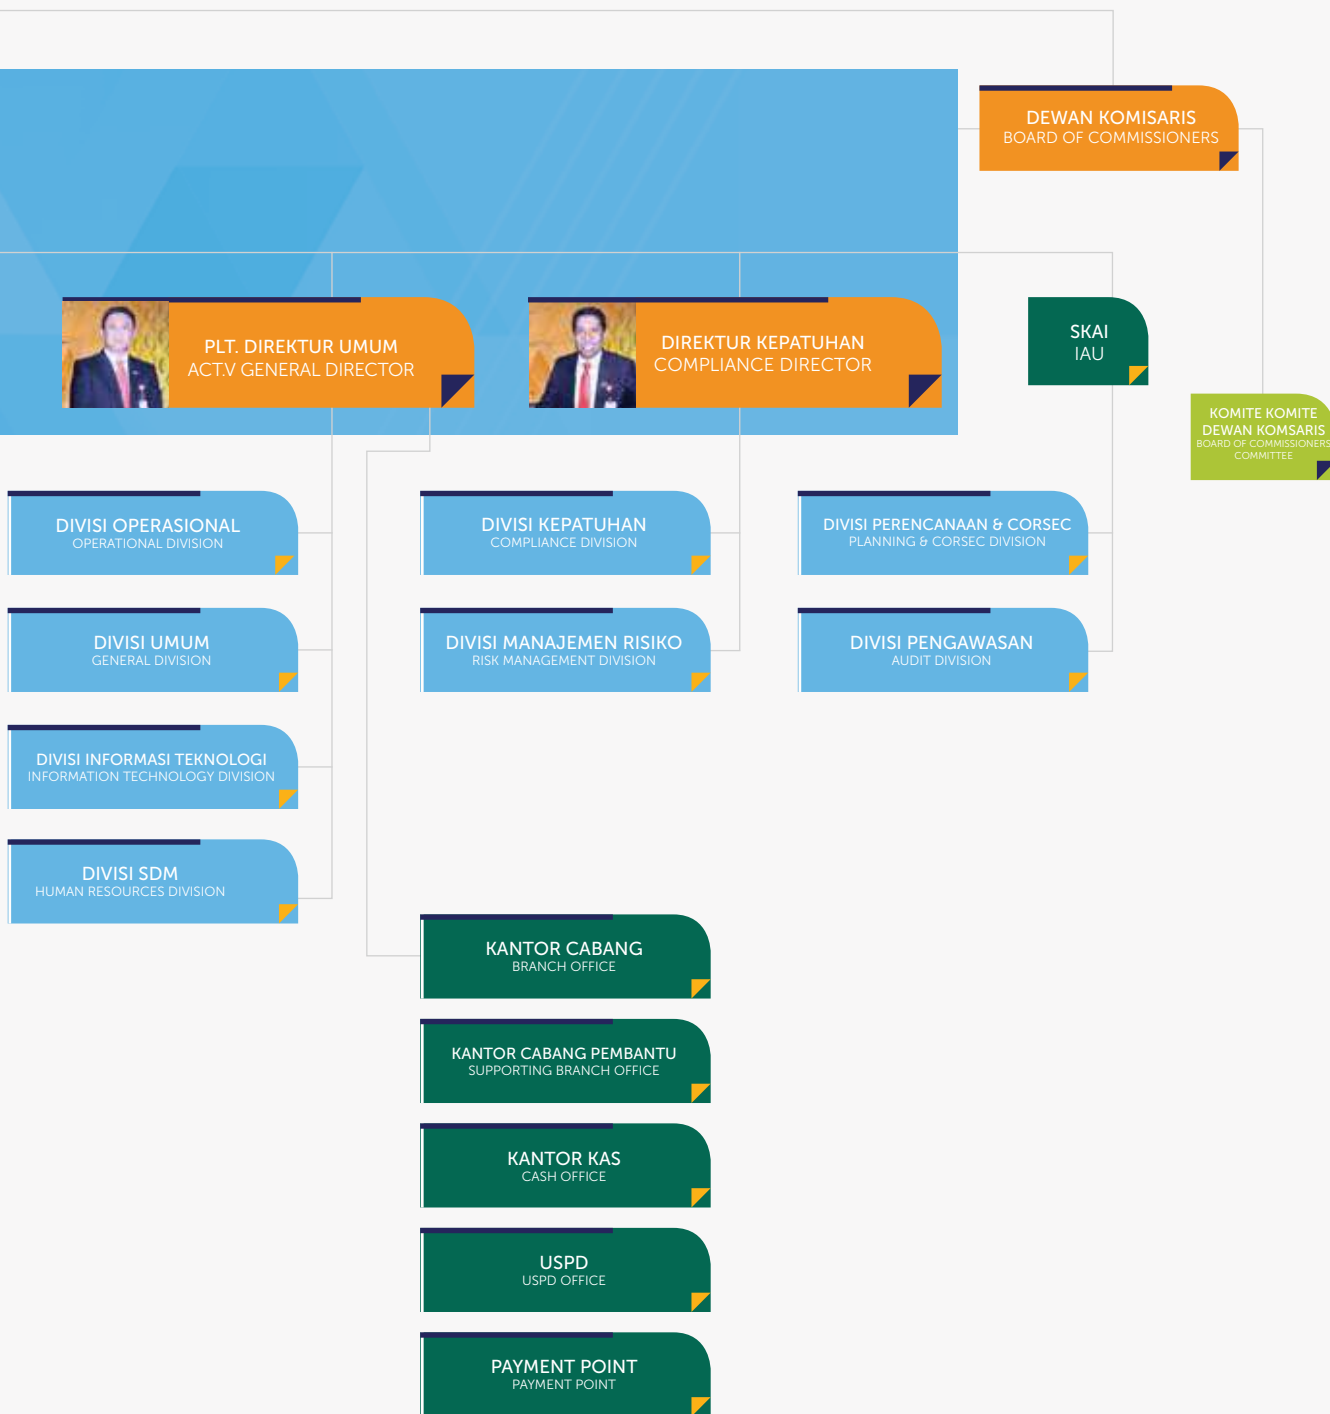 DEWAN KOMISARIS
BOARD OF COMMISSIONERS
PLT. DIREKTUR UMUM
ACT.V GENERAL DIRECTOR
DIREKTUR KEPATUHAN
COMPLIANCE DIRECTOR
SKAI
IAU
KOMITE KOMITE
DEWAN KOMSARIS
BOARD OF COMMISSIONERS
COMMITTEE
DIVISI OPERASIONAL
OPERATIONAL DIVISION
DIVISI KEPATUHAN
COMPLIANCE DIVISION
DIVISI PERENCANAAN & CORSEC
PLANNING & CORSEC DIVISION
DIVISI UMUM
GENERAL DIVISION
DIVISI MANAJEMEN RISIKO
RISK MANAGEMENT DIVISION
DIVISI PENGAWASAN
AUDIT DIVISION
DIVISI INFORMASI TEKNOLOGI
INFORMATION TECHNOLOGY DIVISION
DIVISI SDM
HUMAN RESOURCES DIVISION
KANTOR CABANG
BRANCH OFFICE
KANTOR CABANG PEMBANTU
SUPPORTING BRANCH OFFICE
KANTOR KAS
CASH OFFICE
USPD
USPD OFFICE
PAYMENT POINT
PAYMENT POINT